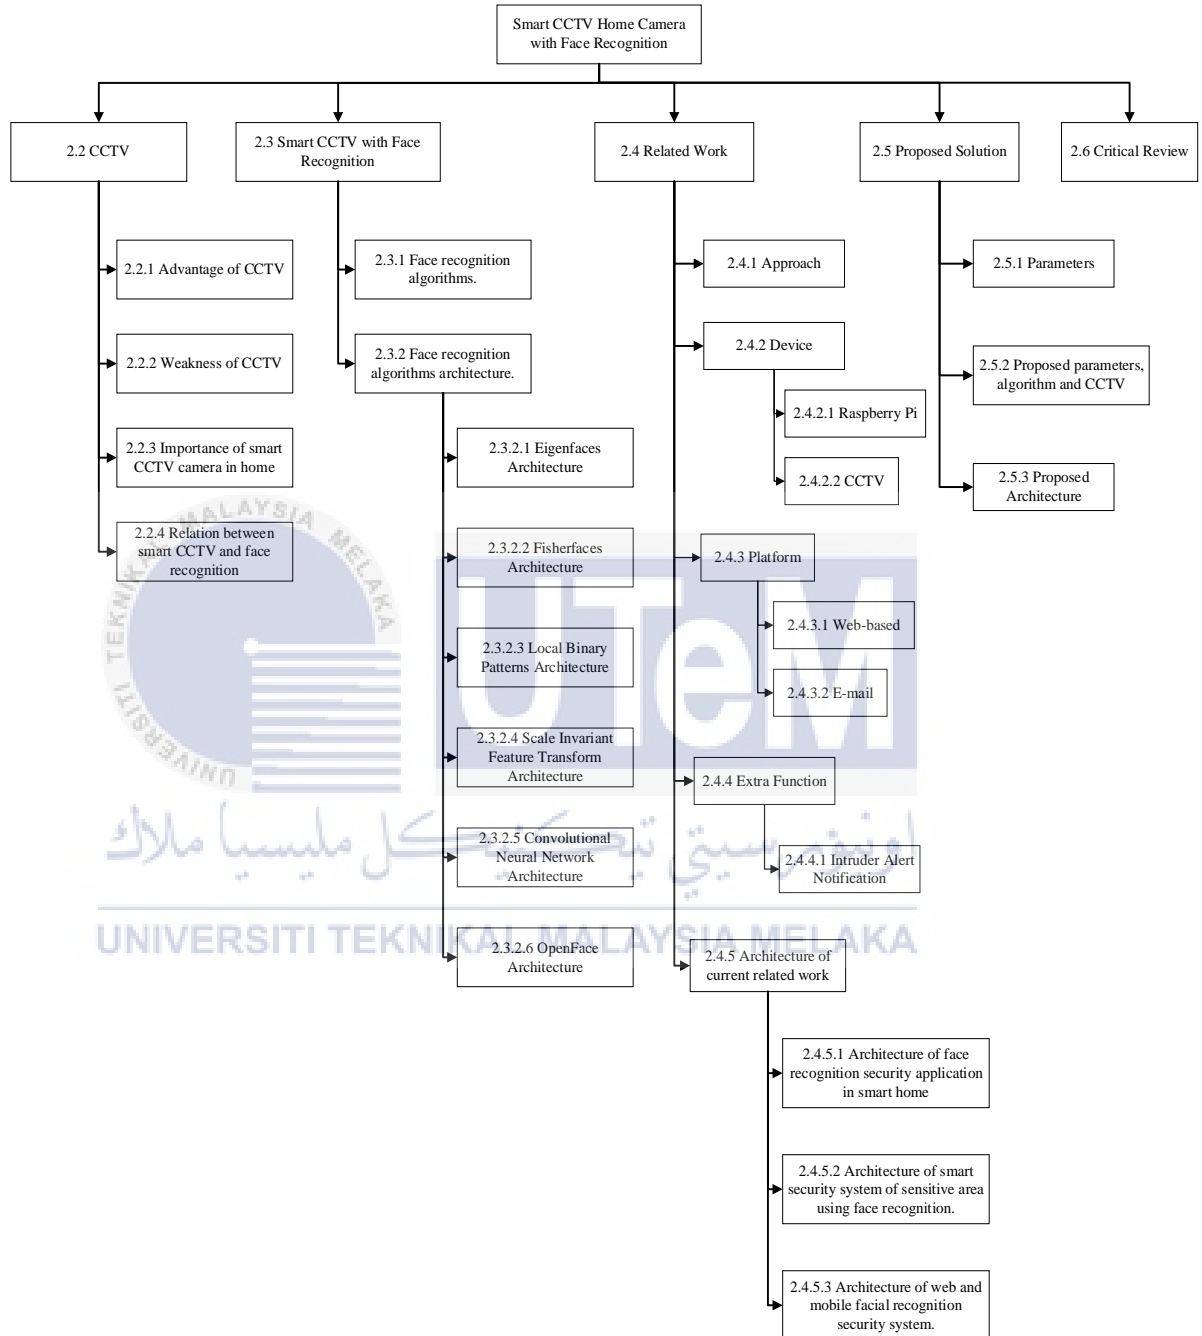 Smart CCTV Home Camera
with Face Recognition
2.2 CCTV
2.3 Smart CCTV with Face
Recognition
2.4 Related Work
2.5 Proposed Solution
2.6 Critical Review
2.2.1 Advantage of CCTV
2.2.2 Weakness of CCTV
2.2.3 Importance of smart
CCTV camera in home
2.2.4 Relation between
smart CCTV and face
recognition
2.3.1 Face recognition
algorithms.
2.3.2 Face recognition
algorithms architecture.
2.3.2.1 Eigenfaces
Architecture
2.3.2.2 Fisherfaces
Architecture
2.3.2.3 Local Binary
Patterns Architecture
2.3.2.4 Scale Invariant
Feature Transform
Architecture
2.3.2.5 Convolutional
Neural Network
Architecture
2.3.2.6 OpenFace
Architecture
2.4.1 Approach
2.4.2 Device
2.4.2.1 Raspberry Pi
2.4.2.2 CCTV
2.4.3 Platform
2.4.3.1 Web-based
2.4.3.2 E-mail
2.4.4 Extra Function
2.4.4.1 Intruder Alert
Notification
2.4.5 Architecture of
current related work
2.4.5.1 Architecture of face
recognition security application
in smart home
2.4.5.2 Architecture of smart
security system of sensitive area
using face recognition.
2.4.5.3 Architecture of web and
mobile facial recognition
security system.
2.5.1 Parameters
2.5.2 Proposed parameters,
algorithm and CCTV
2.5.3 Proposed
Architecture
UNIVERSITI TEKNIKAL MALAYSIA MELAKA
UTeM
اونيورسيتي تيكنيكل مليسيا ملاك
UNIVERSITI TEKNIKAL MALAYSIA MELAKA